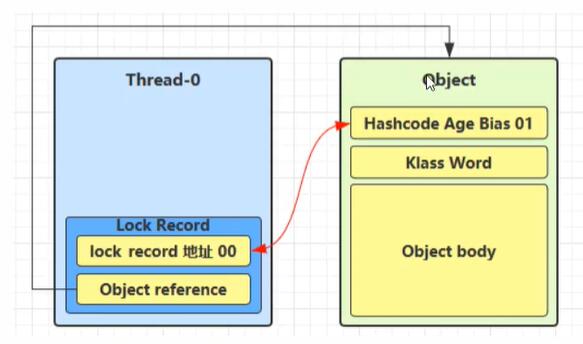 Thread-0
Lock Record
lock record 地址 00
Object reference
Object
Hashcode Age Bias 01
Klass Word
Object body